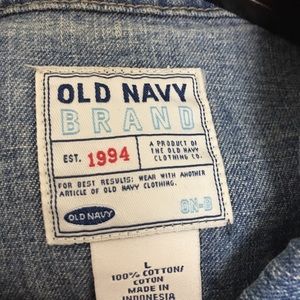 OLD NAVY
BRAND
EST. 1994
A PRODUCT OF
THE OLD NAVY
CLOTHING CO.
FOR BEST RESULTS: WEAR WITH ANOTHER
ARTICLE OF OLD NAVY CLOTHING.
OLD NAVY
ON-B
L
100% COTTON/
COTON
MADE IN
INDONESIA